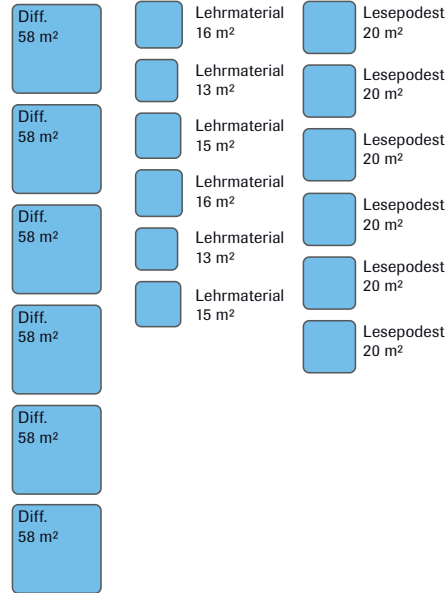 Diff.
58 m²
Diff.
58 m²
Diff.
58 m²
Diff.
58 m²
Diff.
58 m²
Diff.
58 m²
Lehrmaterial
16 m²
Lehrmaterial
13 m²
Lehrmaterial
15 m²
Lehrmaterial
16 m²
Lehrmaterial
13 m²
Lehrmaterial
15 m²
Lesepodest
20 m²
Lesepodest
20 m²
Lesepodest
20 m²
Lesepodest
20 m²
Lesepodest
20 m²
Lesepodest
20 m²